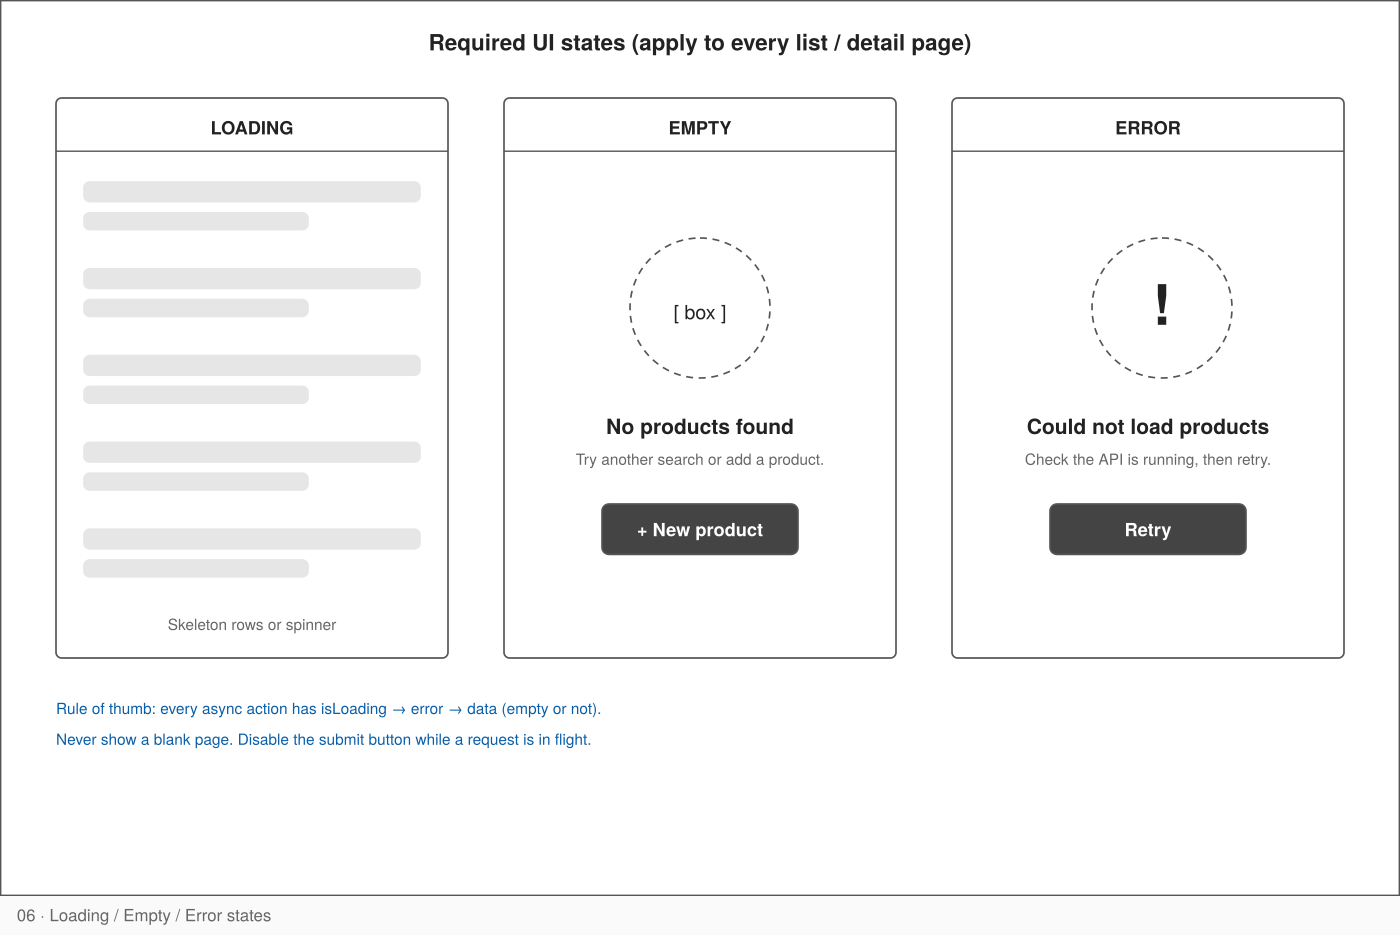 Required UI states (apply to every list / detail page)
LOADING
Skeleton rows or spinner
EMPTY
[ box ]
No products found
Try another search or add a product.
+ New product
ERROR
!
Could not load products
Check the API is running, then retry.
Retry
Rule of thumb: every async action has isLoading → error → data (empty or not).
Never show a blank page. Disable the submit button while a request is in flight.
06 · Loading / Empty / Error states